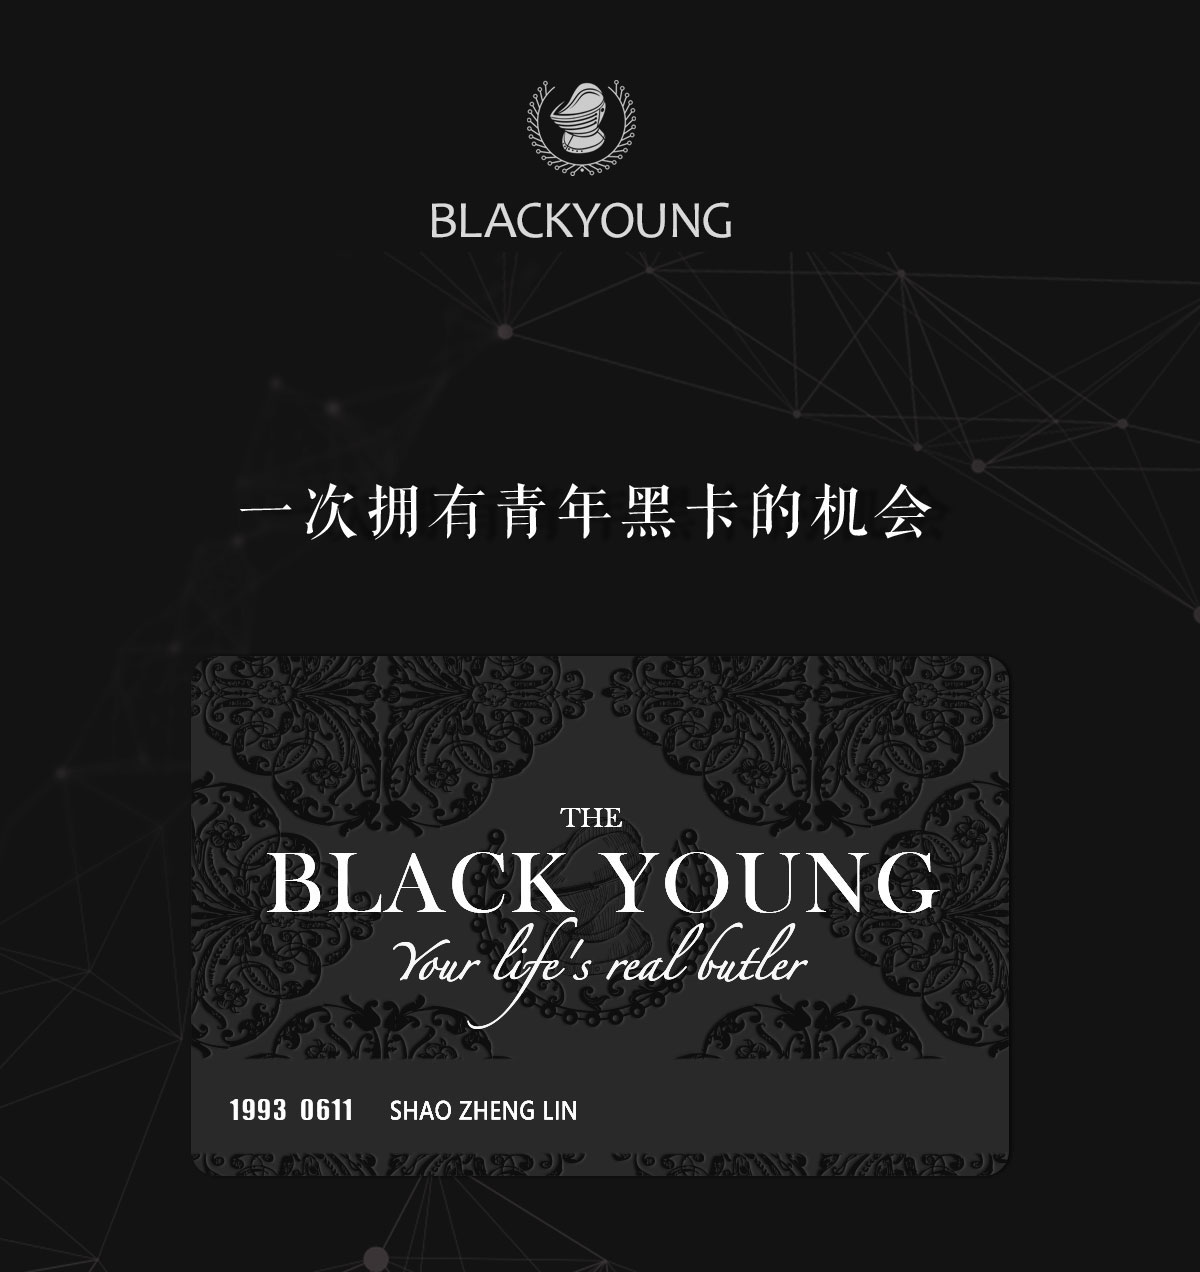 BLACKYOUNG
一次拥有青年黑卡的机会
THE
BLACK YOUNG
Your life's real butler
1993 0611 SHAO ZHENG LIN